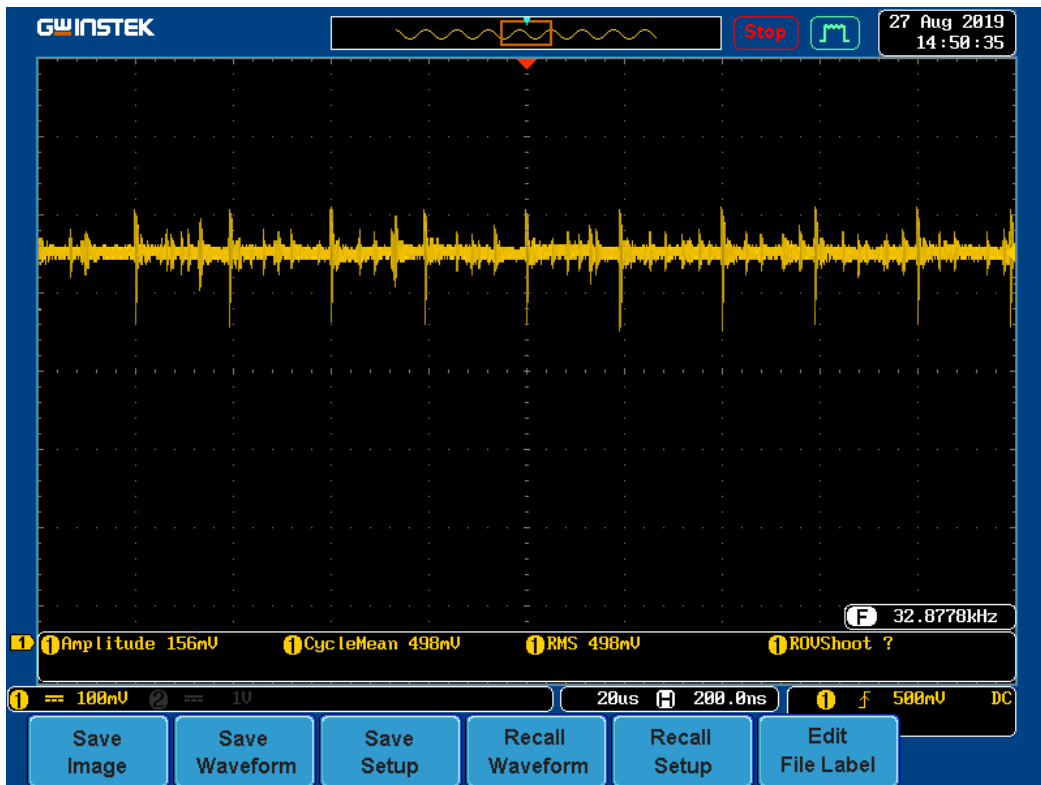 GWINSTEK
Stop
27 Aug 2019
14:50:35
F 32.8778kHz
1
1 Amplitude 156mV 1 CycleMean 498mV 1 RMS 498mV 1 ROVShoot ?
1 100mV 2 1V 20us H 200.0ns 1 500mV DC
Save Image
Save Waveform
Save Setup
Recall Waveform
Recall Setup
Edit File Label